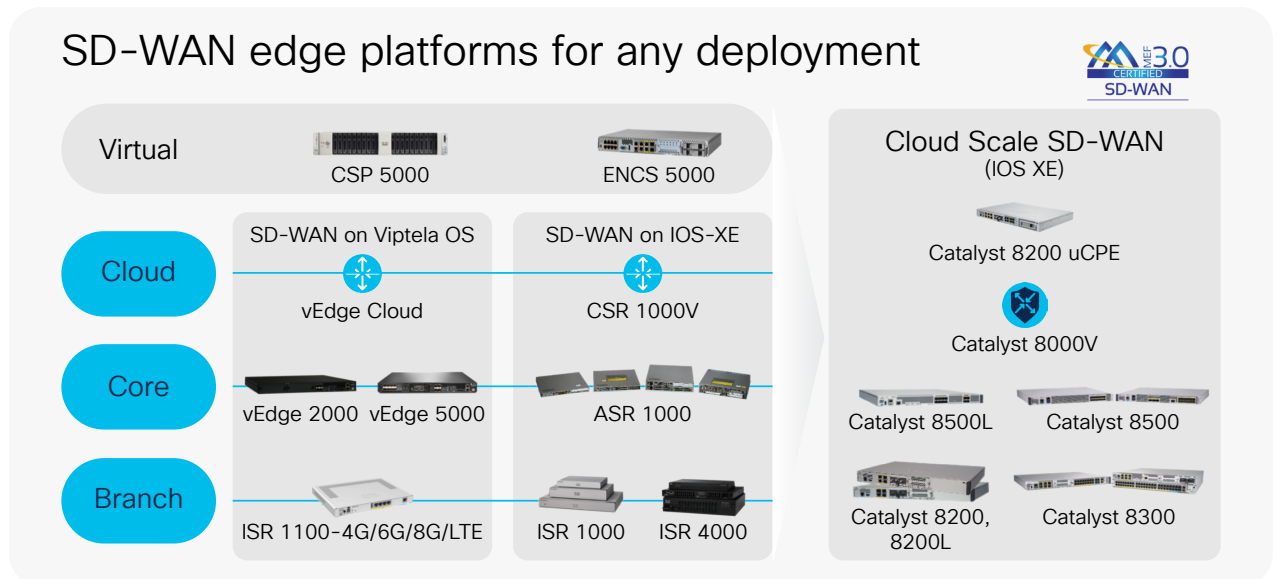 SD-WAN edge platforms for any deployment
MEF 3.0
CERTIFIED
SD-WAN
Virtual
CSP 5000
ENCS 5000
Cloud
Core
Branch
SD-WAN on Viptela OS
vEdge Cloud
vEdge 2000
vEdge 5000
ISR 1100-4G/6G/8G/LTE
SD-WAN on IOS-XE
CSR 1000V
ASR 1000
ISR 1000
ISR 4000
Cloud Scale SD-WAN
(IOS XE)
Catalyst 8200 uCPE
Catalyst 8000V
Catalyst 8500L
Catalyst 8500
Catalyst 8200,
8200L
Catalyst 8300